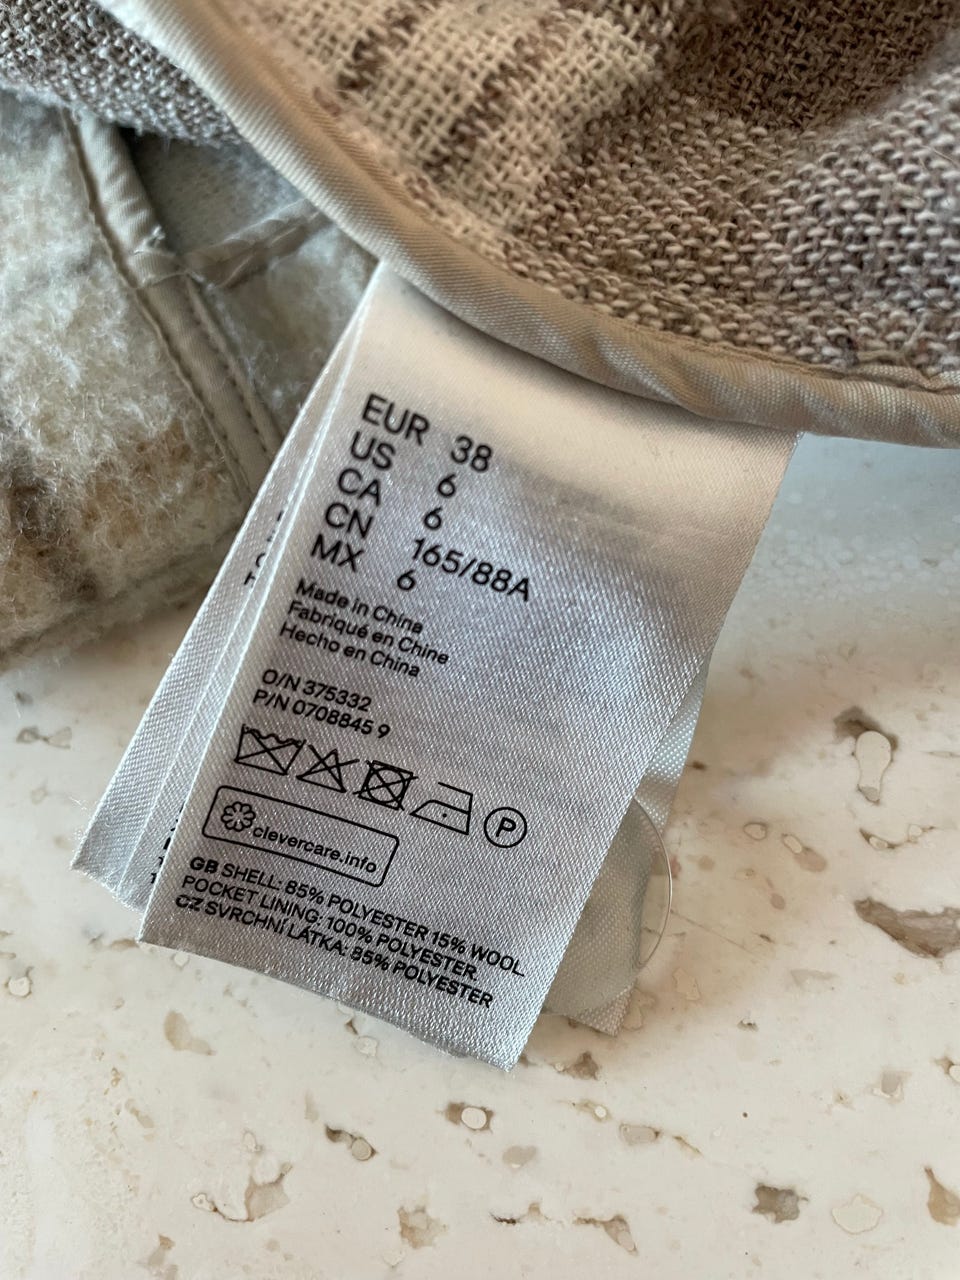 EUR 38
US 6
CA 6
CN 165/88A
MX 6
Made in China
Fabriqué en Chine
Hecho en China
O/N 375332
P/N 0708845 9
P
clevercare.info
GB SHELL: 85% POLYESTER 15% WOOL.
POCKET LINING: 100% POLYESTER.
CZ SVRCHNÍ LÁTKA: 85% POLYESTER